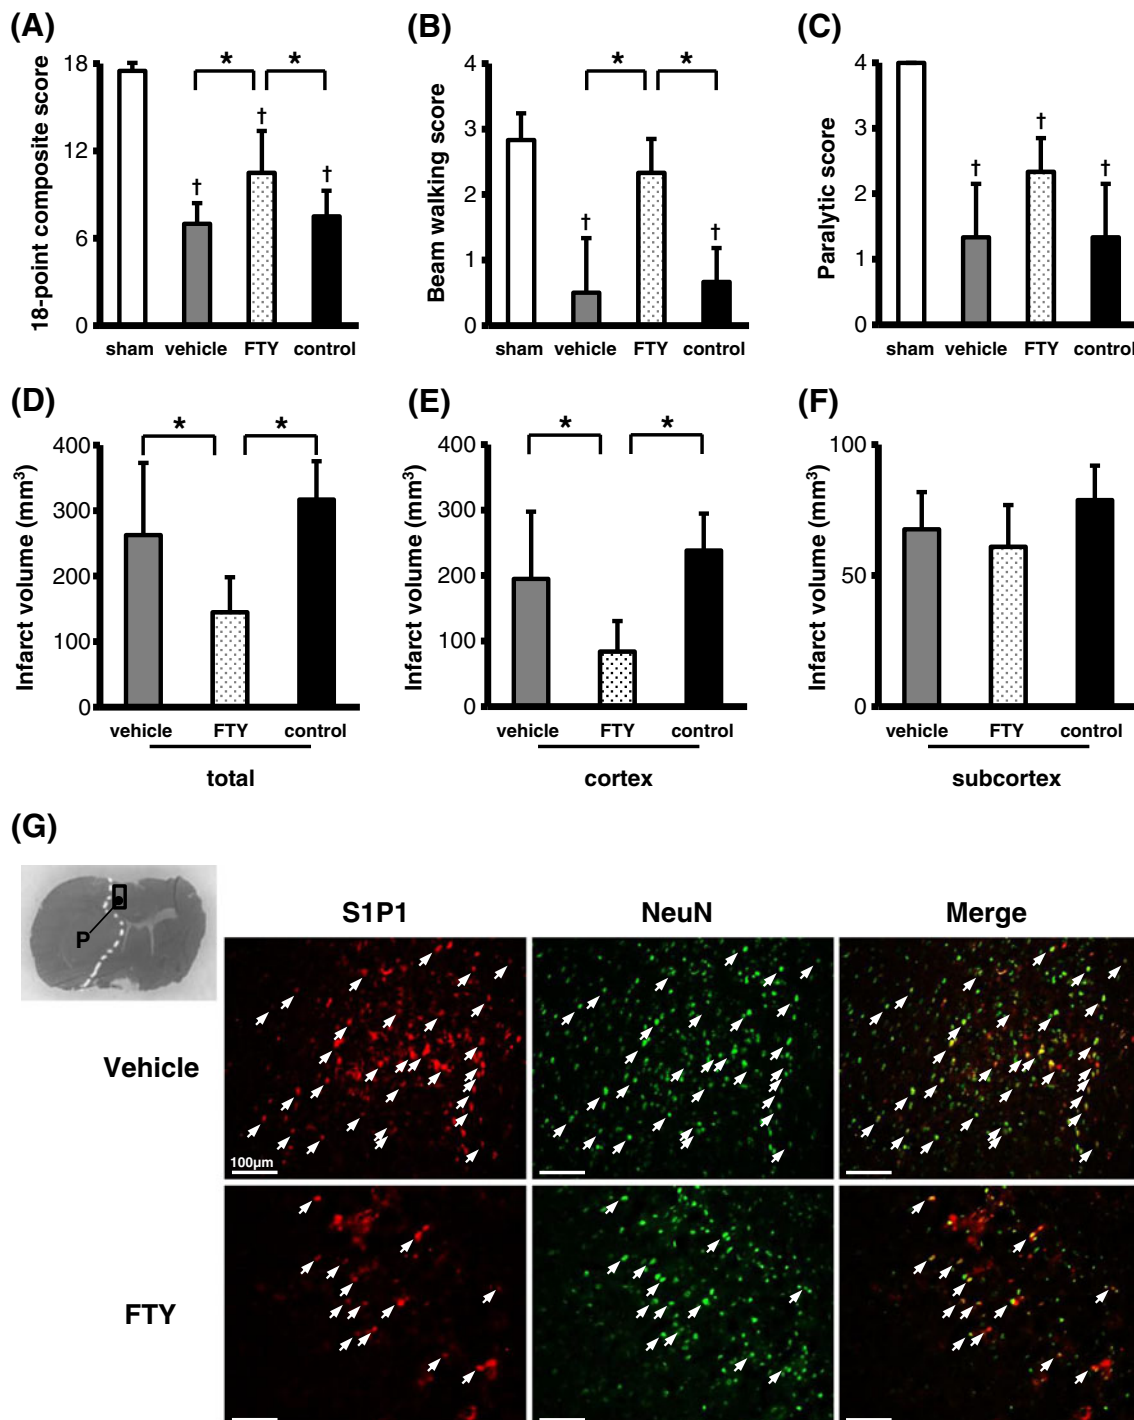 (A)
18-point composite score
18
12
6
0
* *
† † †
sham vehicle FTY control
(B)
Beam walking score
4
3
2
1
0
* *
† †
sham vehicle FTY control
(C)
Paralytic score
4
3
2
1
0
† † †
sham vehicle FTY control
(D)
Infarct volume (mm³)
400
300
200
100
0
* *
vehicle FTY control
total
(E)
Infarct volume (mm³)
400
300
200
100
0
* *
vehicle FTY control
cortex
(F)
Infarct volume (mm³)
100
50
0
vehicle FTY control
subcortex
(G)
P
S1P1 NeuN Merge
Vehicle
100μm
FTY